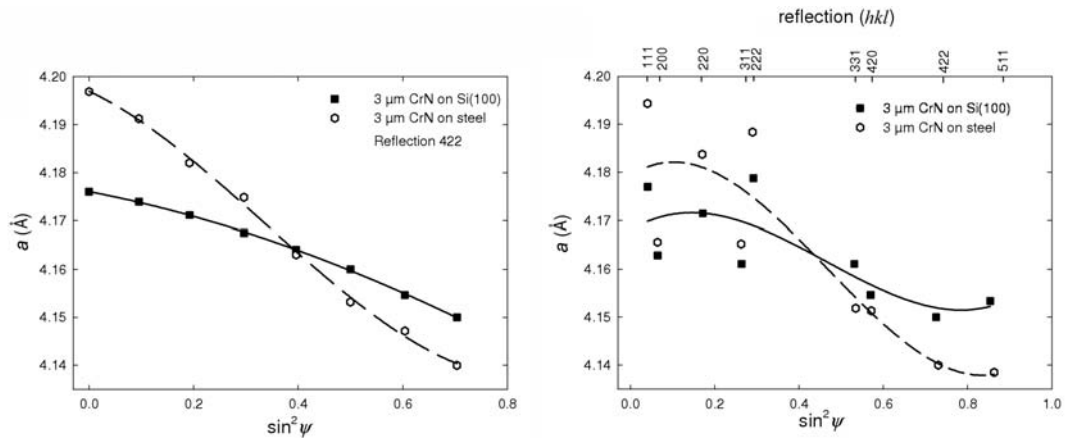 4.20
4.19
4.18
4.17
4.16
4.15
4.14
a (Å)
3 μm CrN on Si(100)
3 μm CrN on steel
Reflection 422
0.0 0.2 0.4 0.6 0.8
sin²ψ
reflection (hkl)
111 200 220 311 222 331 420 422 511
4.20
4.19
4.18
4.17
4.16
4.15
4.14
a (Å)
3 μm CrN on Si(100)
3 μm CrN on steel
0.0 0.2 0.4 0.6 0.8 1.0
sin²ψ